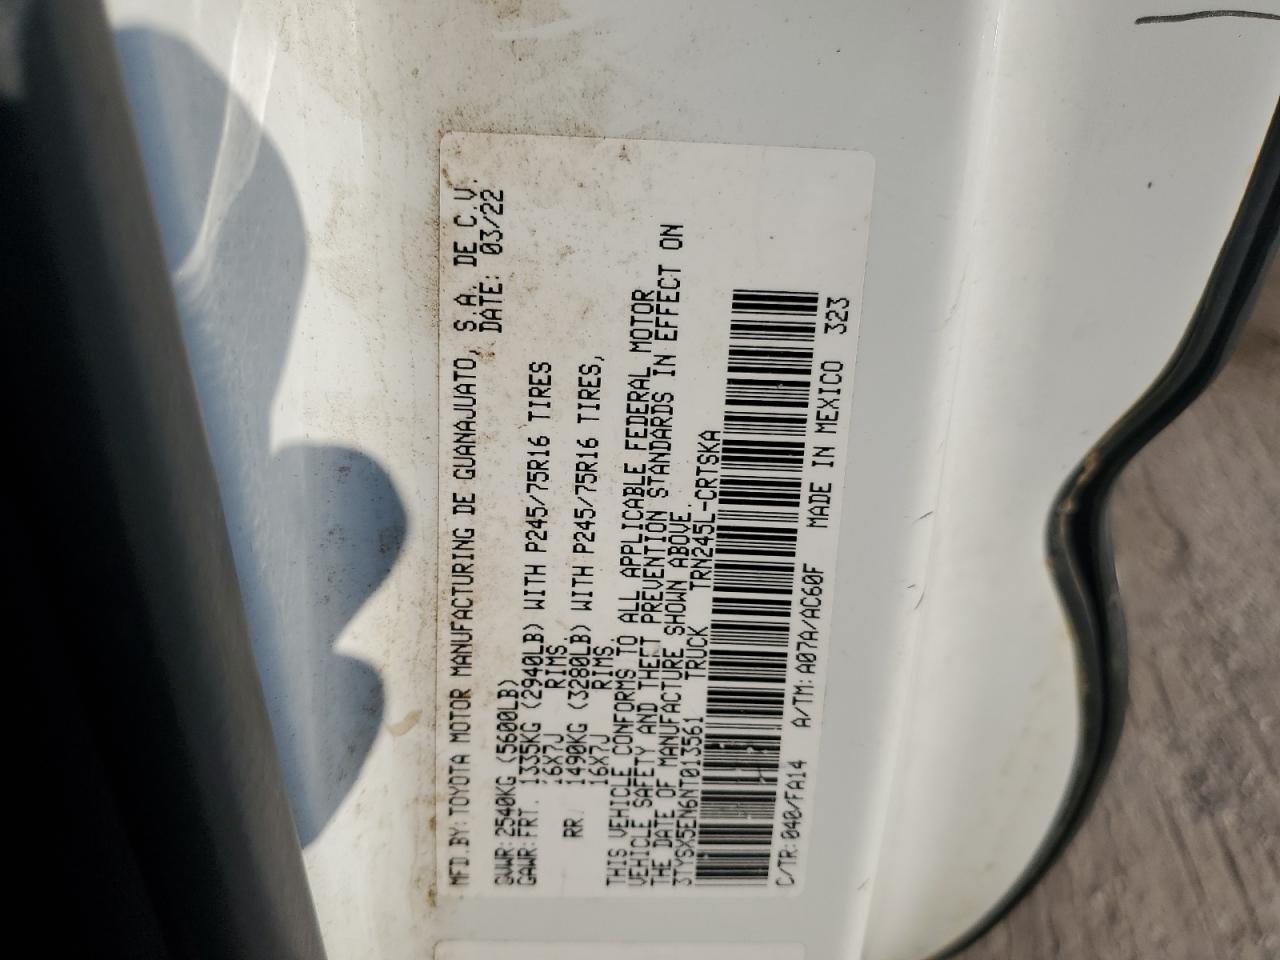 MFD.BY:TOYOTA MOTOR MANUFACTURING DE GUANAJUATO, S.A. DE C.V.
DATE: 03/22
GVWR:2540KG (5600LB)
GAWR:FRT. 1335KG (2940LB) WITH P245/75R16 TIRES
16X7J RIMS
RR. 1490KG (3280LB) WITH P245/75R16 TIRES,
16X7J RIMS.
THIS VEHICLE CONFORMS TO ALL APPLICABLE FEDERAL MOTOR
VEHICLE SAFETY AND THEFT PREVENTION STANDARDS IN EFFECT ON
THE DATE OF MANUFACTURE SHOWN ABOVE.
3TYSX5EN6NT013561 TRUCK TRN245L-CRTSKA
C/TR:040/FA14 A/TM:A07A/AC60F MADE IN MEXICO 323